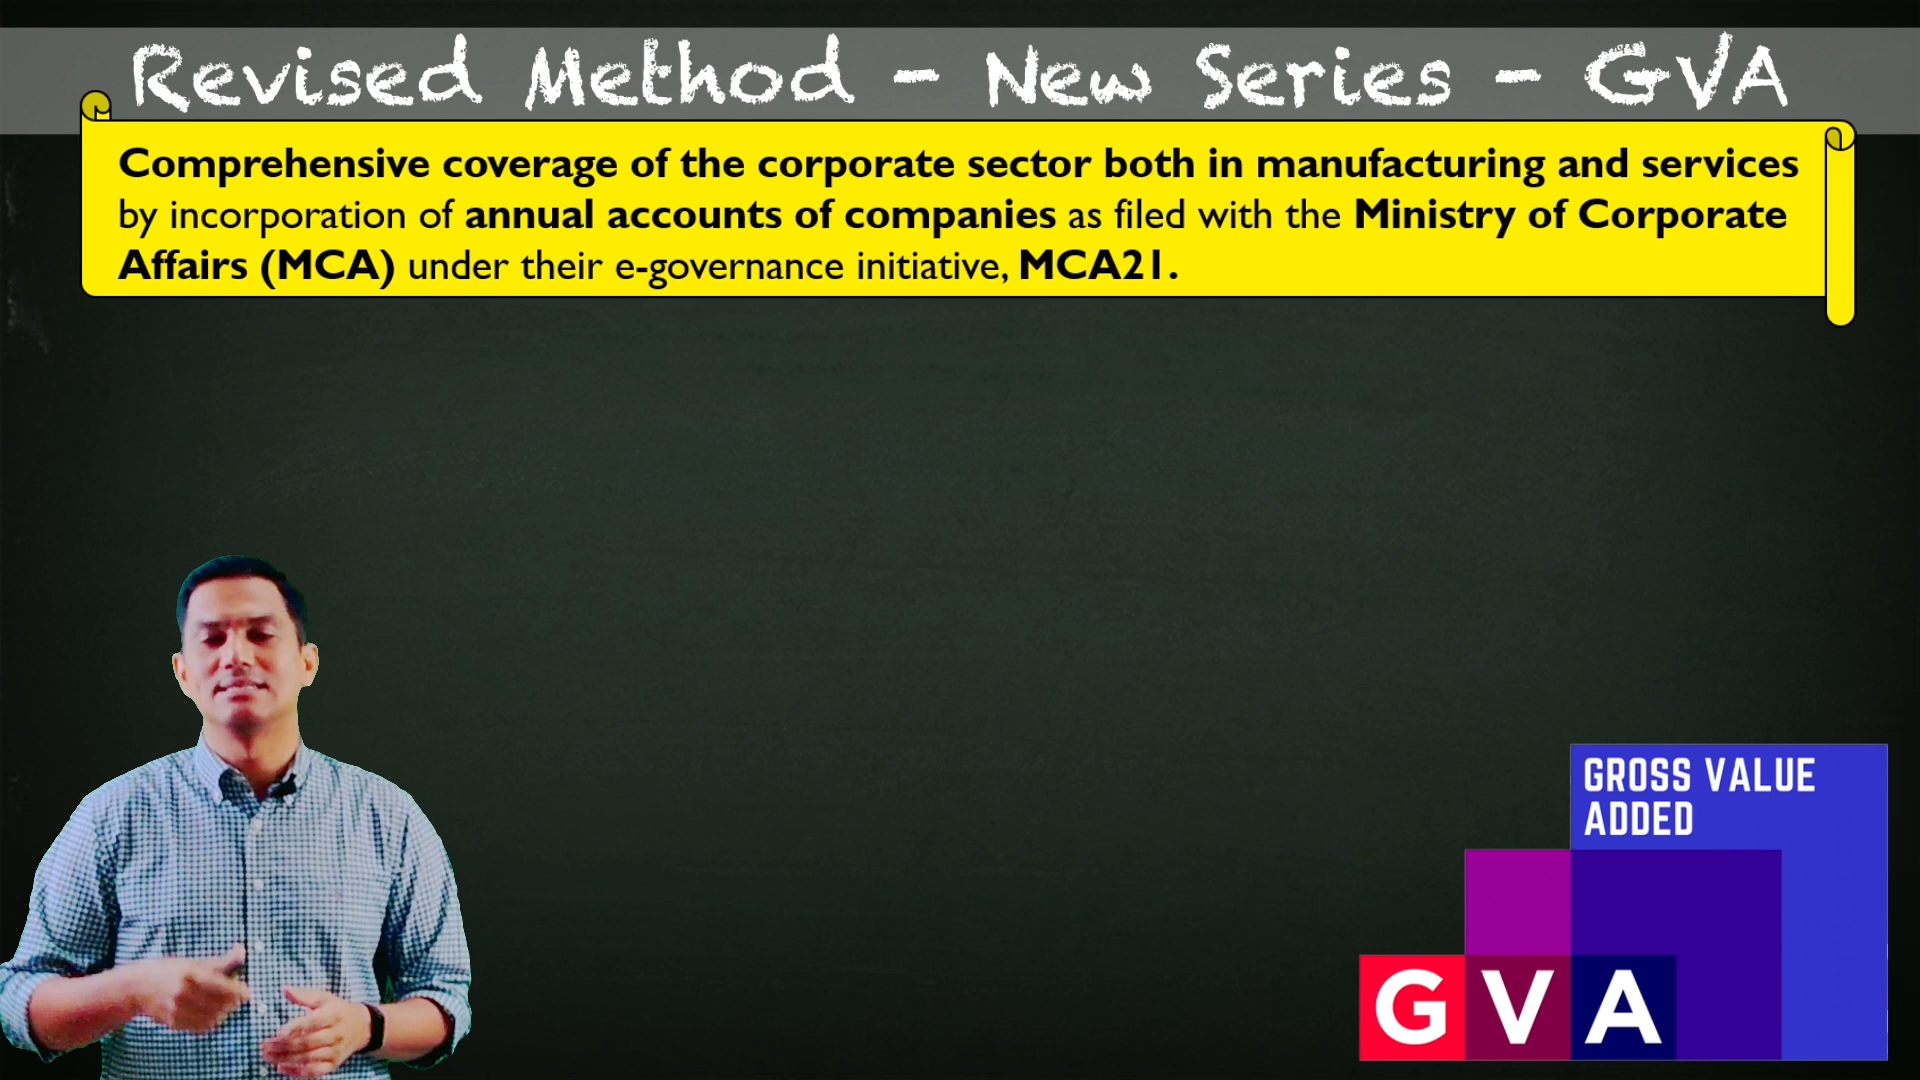 Revised Method - New Series - GVA
Comprehensive coverage of the corporate sector both in manufacturing and services
by incorporation of annual accounts of companies as filed with the Ministry of Corporate
Affairs (MCA) under their e-governance initiative, MCA21.
GROSS VALUE
ADDED
GVA